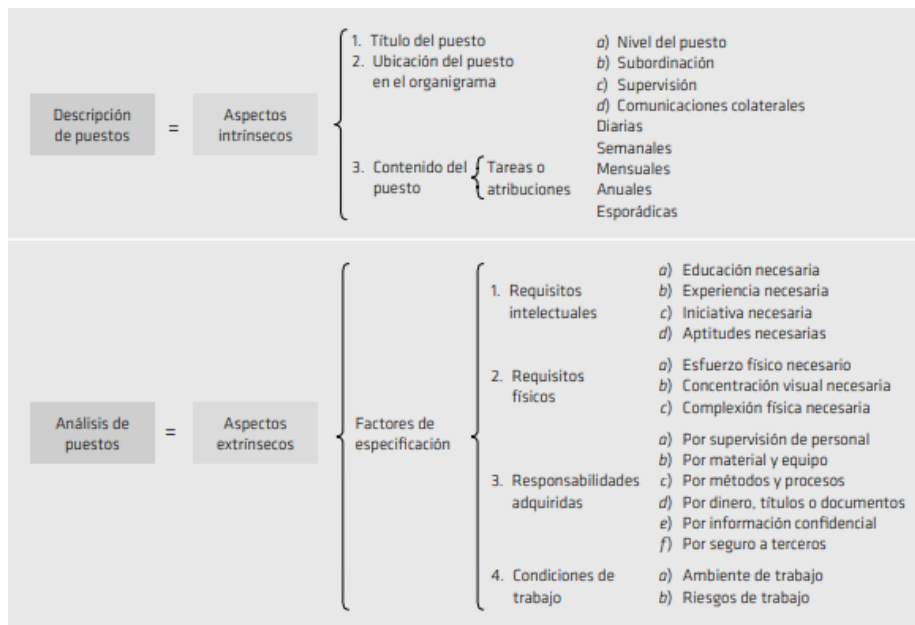 Descripción
de puestos
=
Aspectos
intrínsecos
1. Título del puesto
2. Ubicación del puesto
en el organigrama
a) Nivel del puesto
b) Subordinación
c) Supervisión
d) Comunicaciones colaterales
3. Contenido del
puesto
Tareas o
atribuciones
Diarias
Semanales
Mensuales
Anuales
Esporádicas
Análisis de
puestos
=
Aspectos
extrínsecos
Factores de
especificación
1. Requisitos
intelectuales
a) Educación necesaria
b) Experiencia necesaria
c) Iniciativa necesaria
d) Aptitudes necesarias
2. Requisitos
físicos
a) Esfuerzo físico necesario
b) Concentración visual necesaria
c) Complexión física necesaria
3. Responsabilidades
adquiridas
a) Por supervisión de personal
b) Por material y equipo
c) Por métodos y procesos
d) Por dinero, títulos o documentos
e) Por información confidencial
f) Por seguro a terceros
4. Condiciones de
trabajo
a) Ambiente de trabajo
b) Riesgos de trabajo